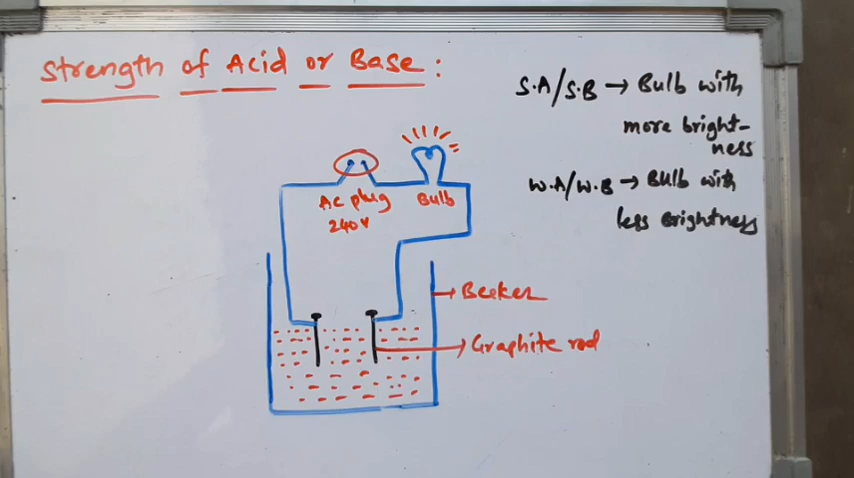 Strength of Acid or Base:
S.A/S.B → Bulb with
more bright-
ness
W.A/W.B → Bulb with
less Brightness
Ac plug
240V
Bulb
→ Beeker
→ Graphite rod